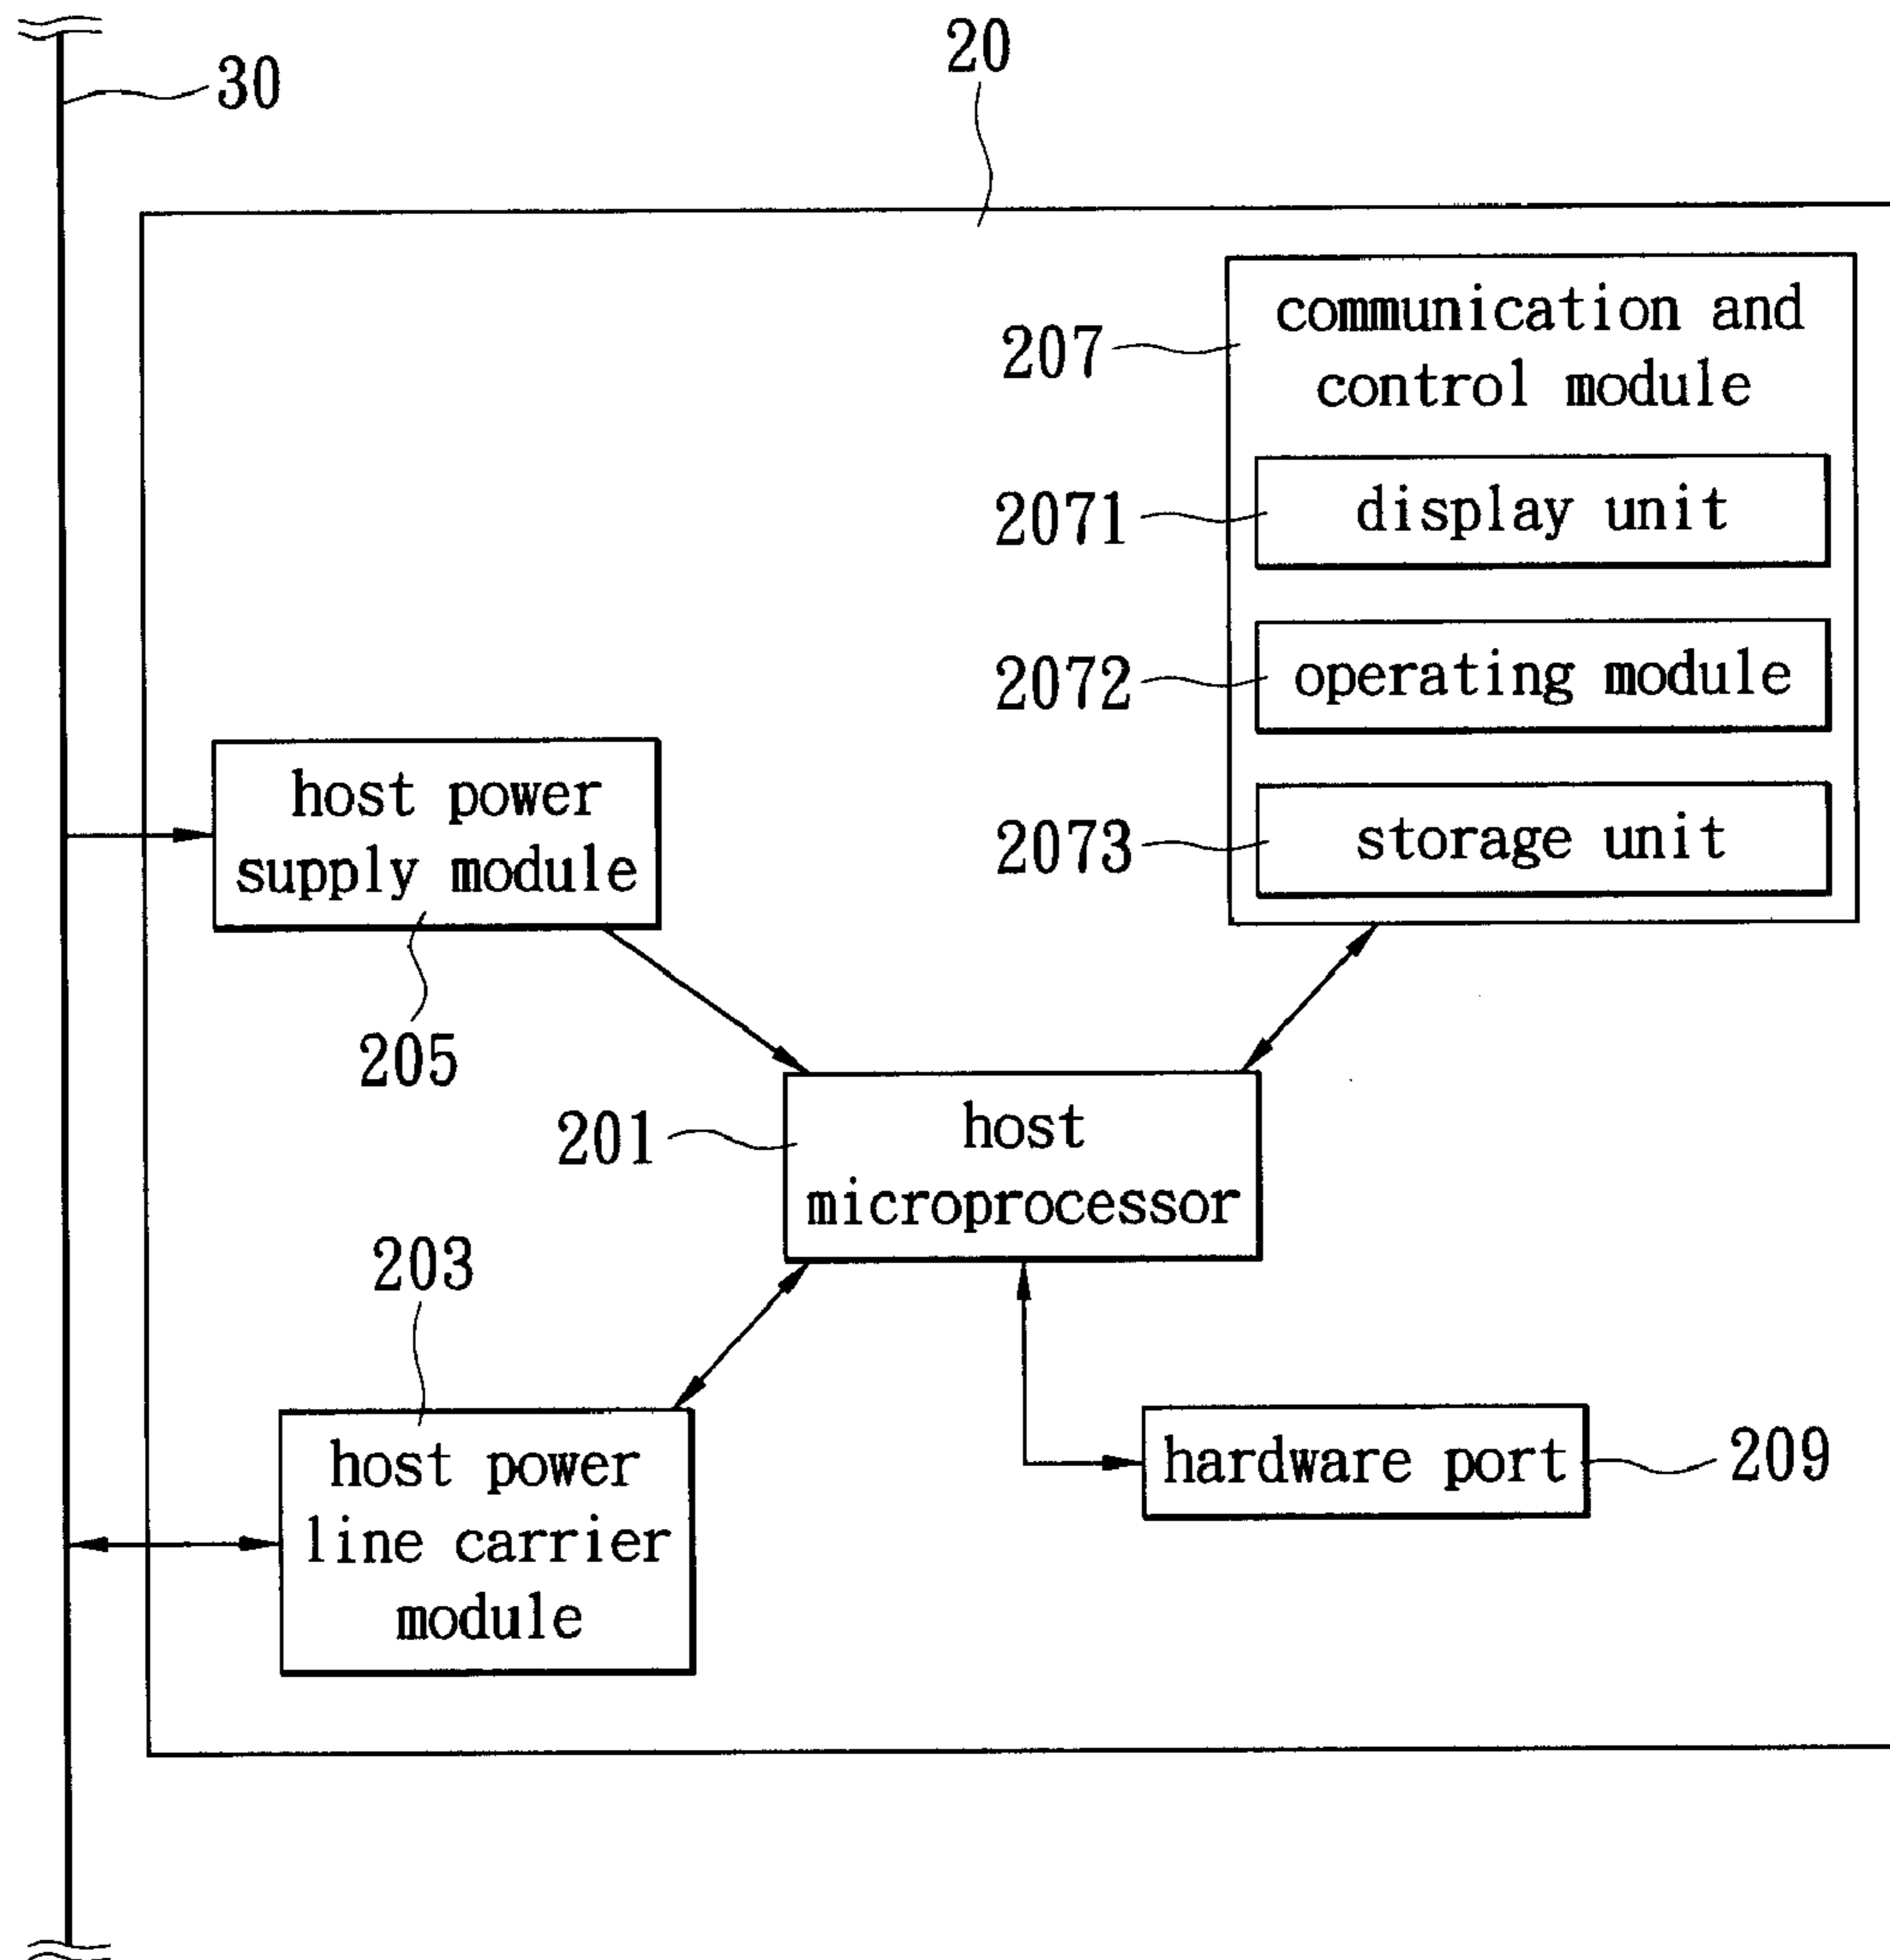 20
30
207
communication and
control module
2071
display unit
2072
operating module
2073
storage unit
host power
supply module
205
201
host
microprocessor
203
host power
line carrier
module
hardware port
209